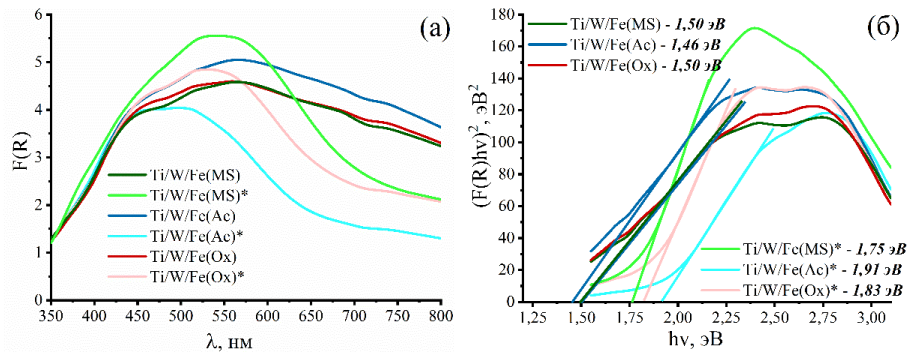 (а)
F(R)
6
5
4
3
2
1
0
Ti/W/Fe(MS)
Ti/W/Fe(MS)*
Ti/W/Fe(Ac)
Ti/W/Fe(Ac)*
Ti/W/Fe(Ox)
Ti/W/Fe(Ox)*
350 400 450 500 550 600 650 700 750 800
λ, нм
(б)
(F(R)hν)², эВ²
180
160
140
120
100
80
60
40
20
0
Ti/W/Fe(MS) - 1,50 эВ
Ti/W/Fe(Ac) - 1,46 эВ
Ti/W/Fe(Ox) - 1,50 эВ
Ti/W/Fe(MS)* - 1,75 эВ
Ti/W/Fe(Ac)* - 1,91 эВ
Ti/W/Fe(Ox)* - 1,83 эВ
1,25 1,50 1,75 2,00 2,25 2,50 2,75 3,00
hν, эВ